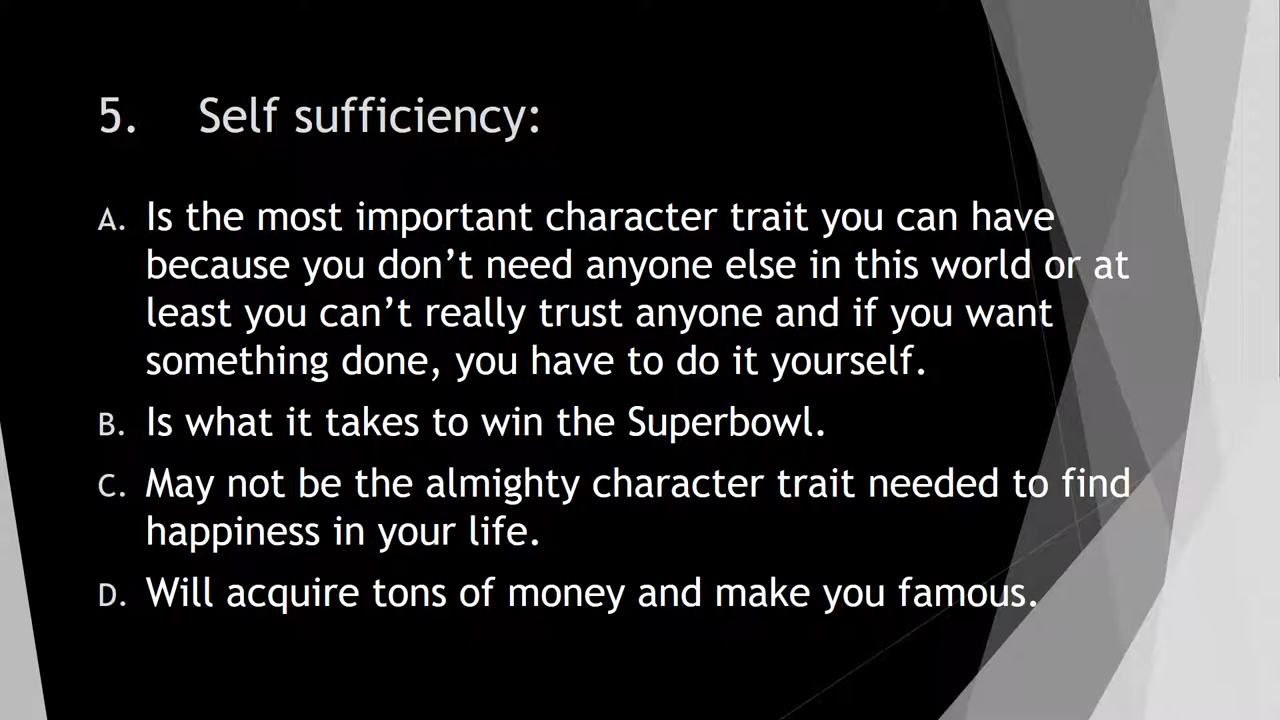 5. Self sufficiency:
A. Is the most important character trait you can have
because you don’t need anyone else in this world or at
least you can’t really trust anyone and if you want
something done, you have to do it yourself.
B. Is what it takes to win the Superbowl.
C. May not be the almighty character trait needed to find
happiness in your life.
D. Will acquire tons of money and make you famous.